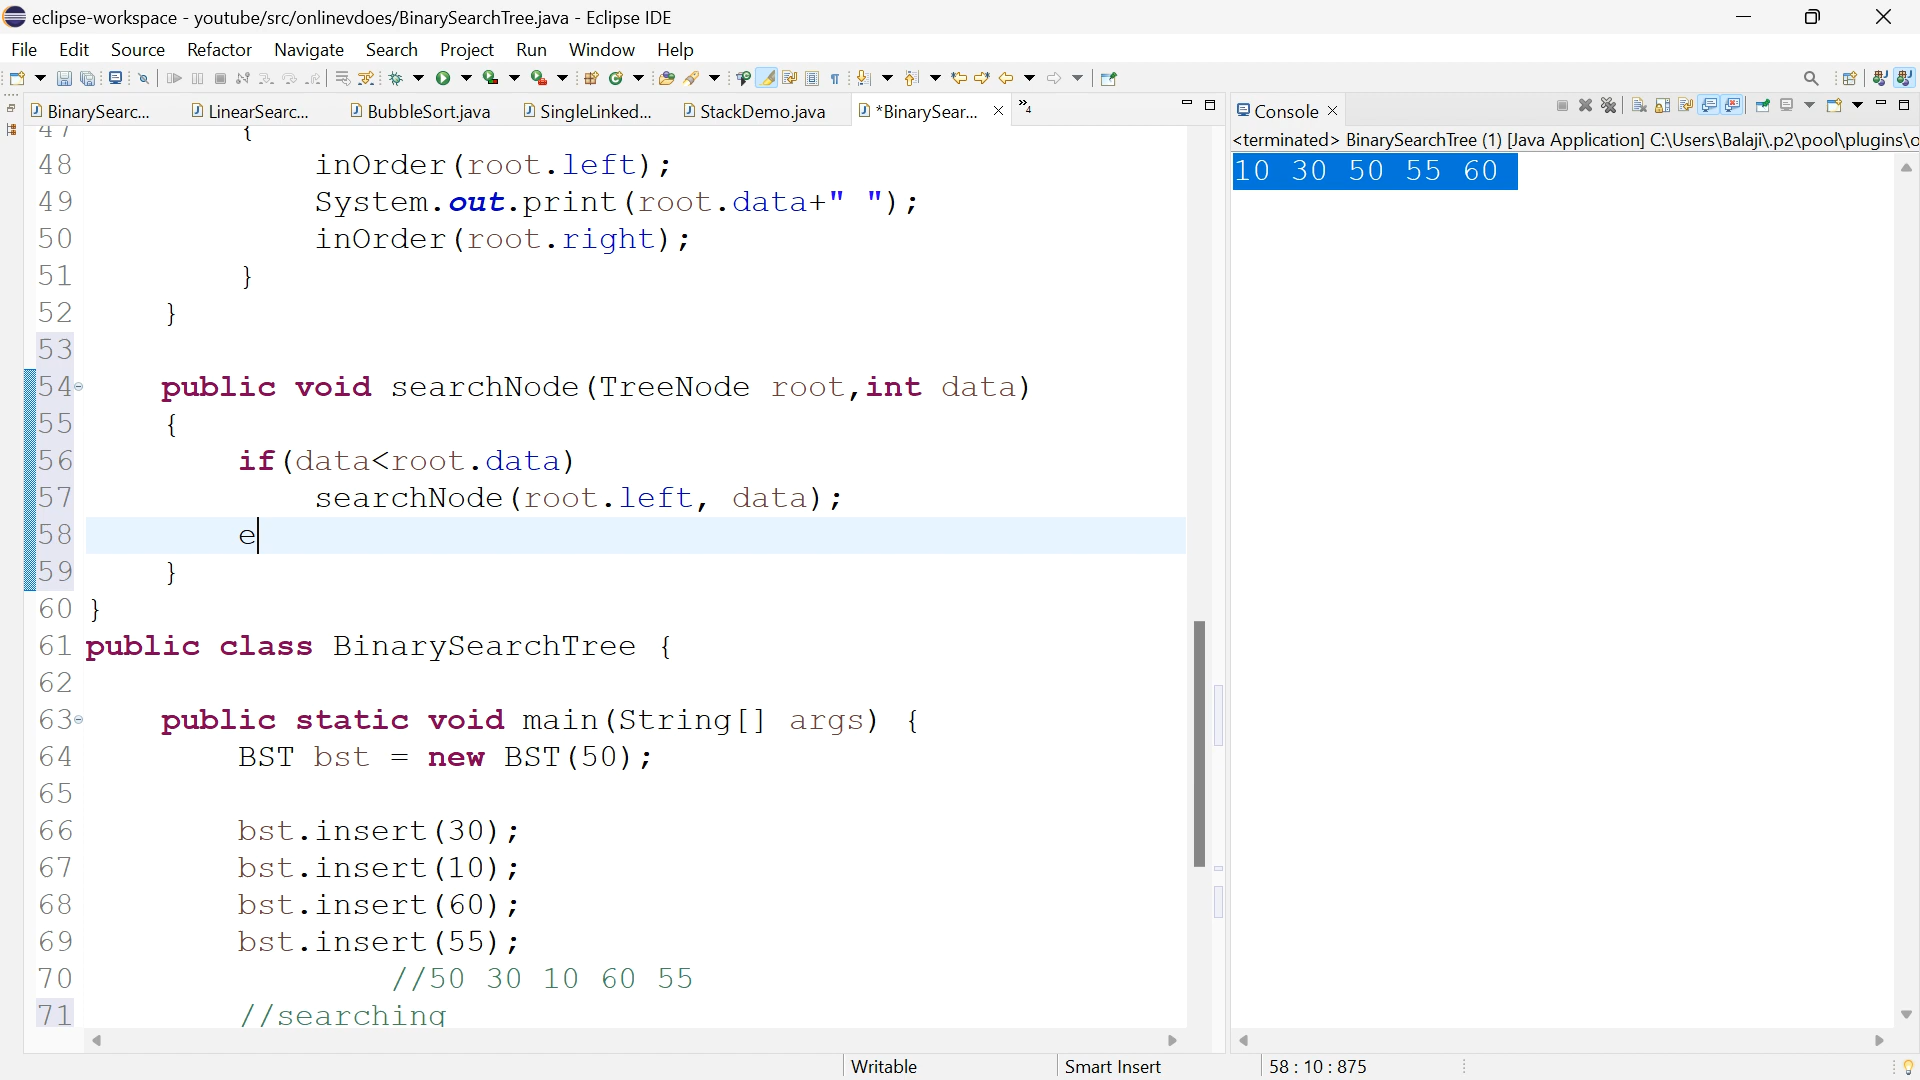 eclipse-workspace - youtube/src/onlinevdoes/BinarySearchTree.java - Eclipse IDE
File Edit Source Refactor Navigate Search Project Run Window Help
BinarySearc... LinearSearc... BubbleSort.java SingleLinked... StackDemo.java *BinarySear... »4 Console
<terminated> BinarySearchTree (1) [Java Application] C:\Users\Balaji\.p2\pool\plugins\o
10 30 50 55 60
47 {
48 inOrder(root.left);
49 System.out.print(root.data+" ");
50 inOrder(root.right);
51 }
52 }
53
54 public void searchNode(TreeNode root,int data)
55 {
56 if(data<root.data)
57 searchNode(root.left, data);
58 e
59 }
60 }
61 public class BinarySearchTree {
62
63 public static void main(String[] args) {
64 BST bst = new BST(50);
65
66 bst.insert(30);
67 bst.insert(10);
68 bst.insert(60);
69 bst.insert(55);
70 //50 30 10 60 55
71 //searching
Writable Smart Insert 58 : 10 : 875